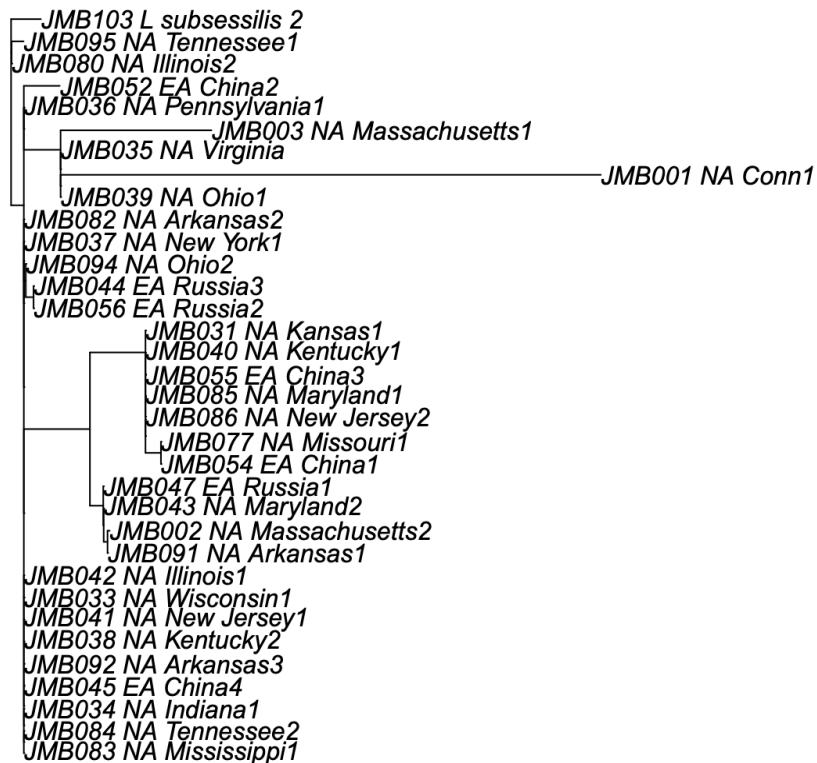 JMB103 L subsessilis 2
JMB095 NA Tennessee1
JMB080 NA Illinois2
JMB052 EA China2
JMB036 NA Pennsylvania1
JMB003 NA Massachusetts1
JMB035 NA Virginia
JMB001 NA Conn1
JMB039 NA Ohio1
JMB082 NA Arkansas2
JMB037 NA New York1
JMB094 NA Ohio2
JMB044 EA Russia3
JMB056 EA Russia2
JMB031 NA Kansas1
JMB040 NA Kentucky1
JMB055 EA China3
JMB085 NA Maryland1
JMB086 NA New Jersey2
JMB077 NA Missouri1
JMB054 EA China1
JMB047 EA Russia1
JMB043 NA Maryland2
JMB002 NA Massachusetts2
JMB091 NA Arkansas1
JMB042 NA Illinois1
JMB033 NA Wisconsin1
JMB041 NA New Jersey1
JMB038 NA Kentucky2
JMB092 NA Arkansas3
JMB045 EA China4
JMB034 NA Indiana1
JMB084 NA Tennessee2
JMB083 NA Mississippi1